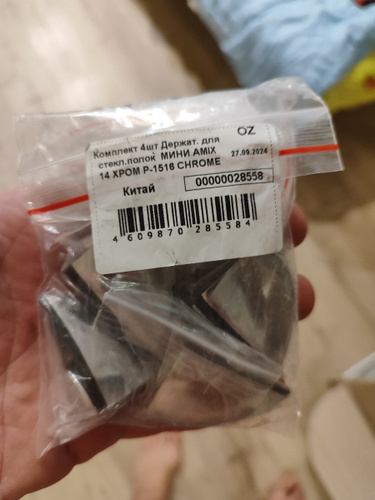 OZ
Комплект 4шт Держат. для
стекл.полок МИНИ AMIX 27.09.2024
14 ХРОМ P-1516 CHROME
Китай 00000028558
4 609870 285584